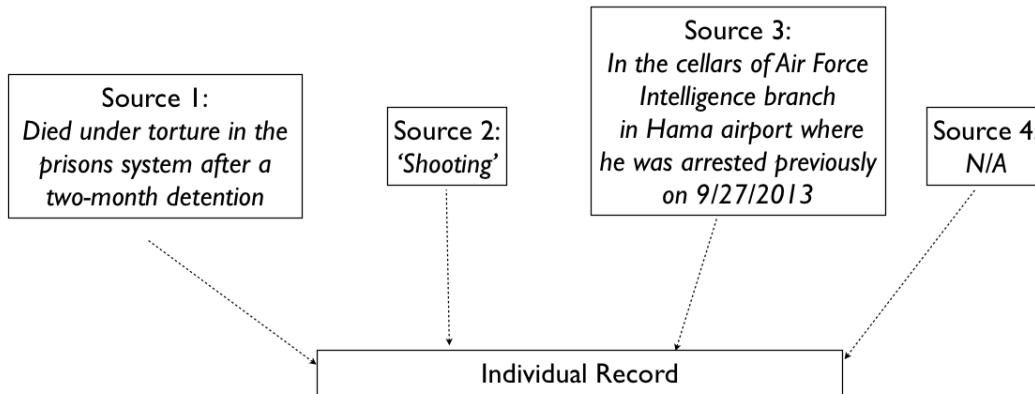 Source 1:
Died under torture in the
prisons system after a
two-month detention
Source 2:
‘Shooting’
Source 3:
In the cellars of Air Force
Intelligence branch
in Hama airport where
he was arrested previously
on 9/27/2013
Source 4:
N/A
Individual Record